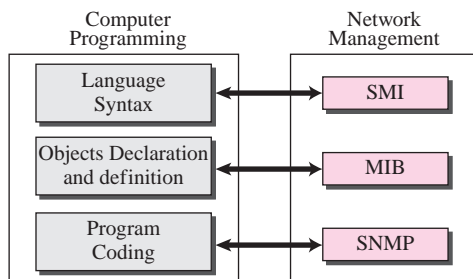 Computer
Programming
Network
Management
Language
Syntax
SMI
Objects Declaration
and definition
MIB
Program
Coding
SNMP